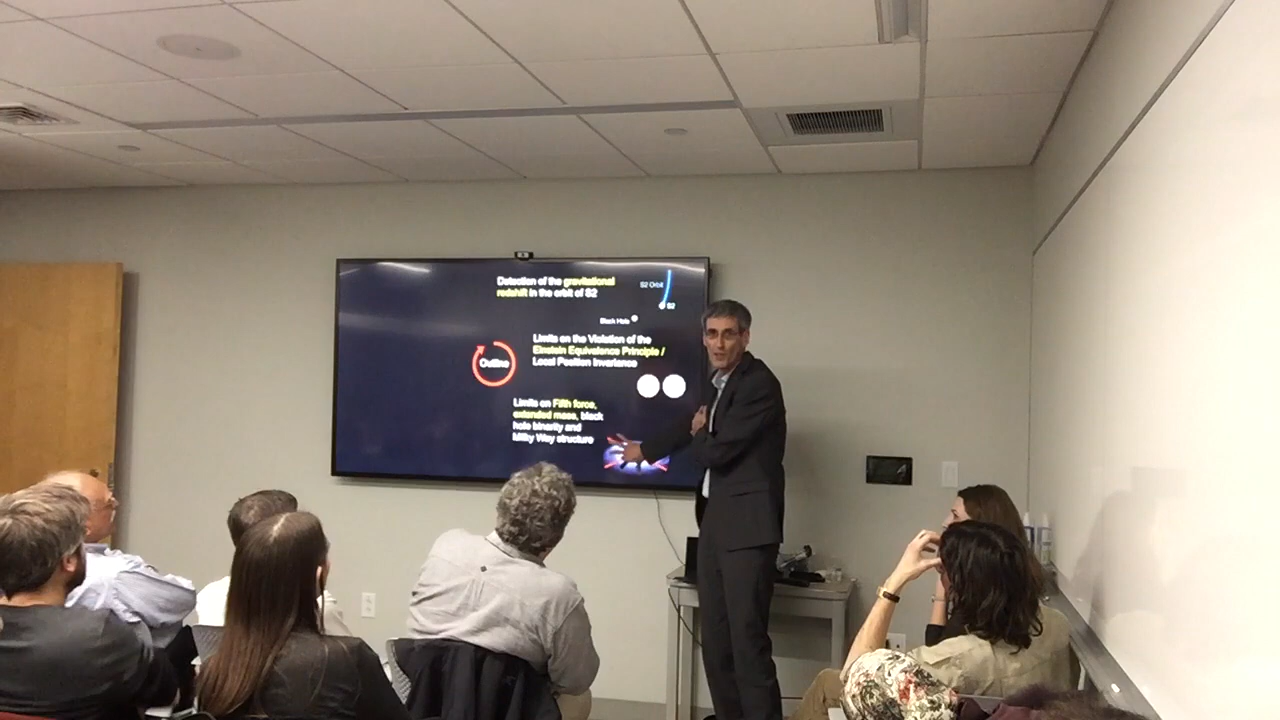 Detection of the gravitational
redshift in the orbit of S2
S2 Orbit
S2
Black Hole
Limits on the Violation of the
Einstein Equivalence Principle /
Local Position Invariance
Outline
Limits on Fifth force,
extended mass, black
hole binarity and
Milky Way structure